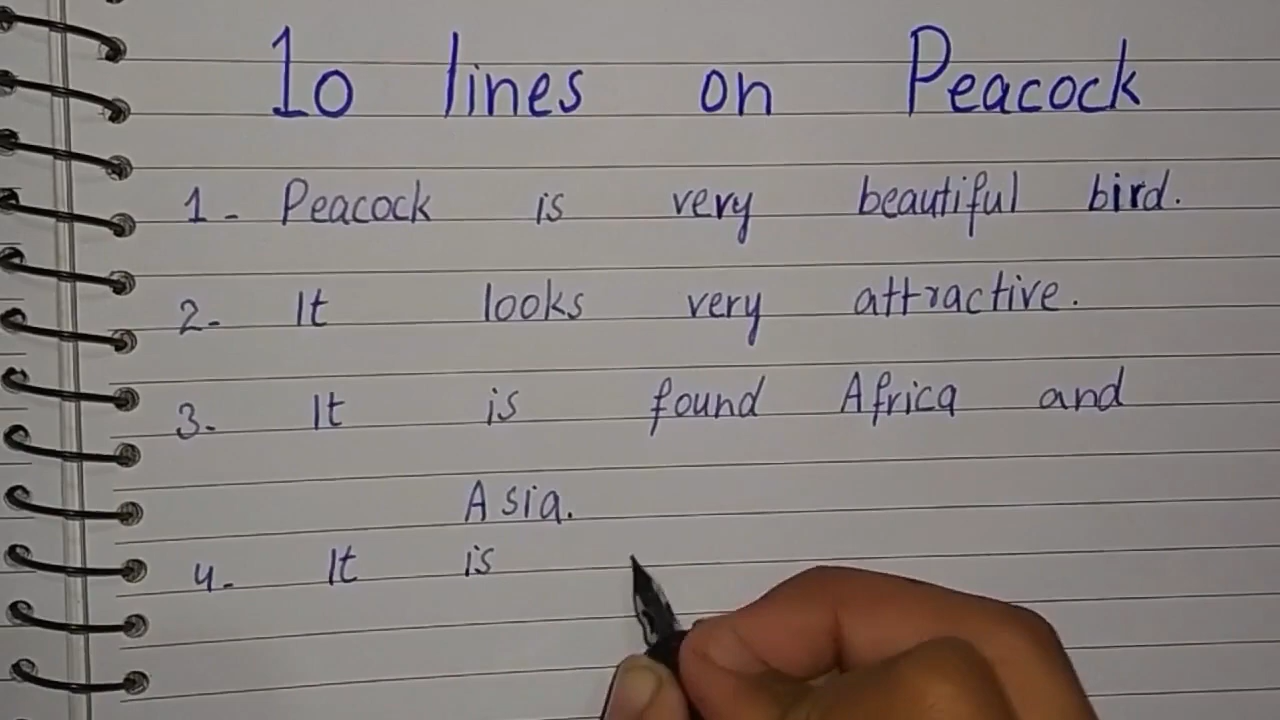 10 lines on Peacock
1- Peacock is very beautiful bird.
2- It looks very attractive.
3- It is found Africa and
Asia.
4- It is